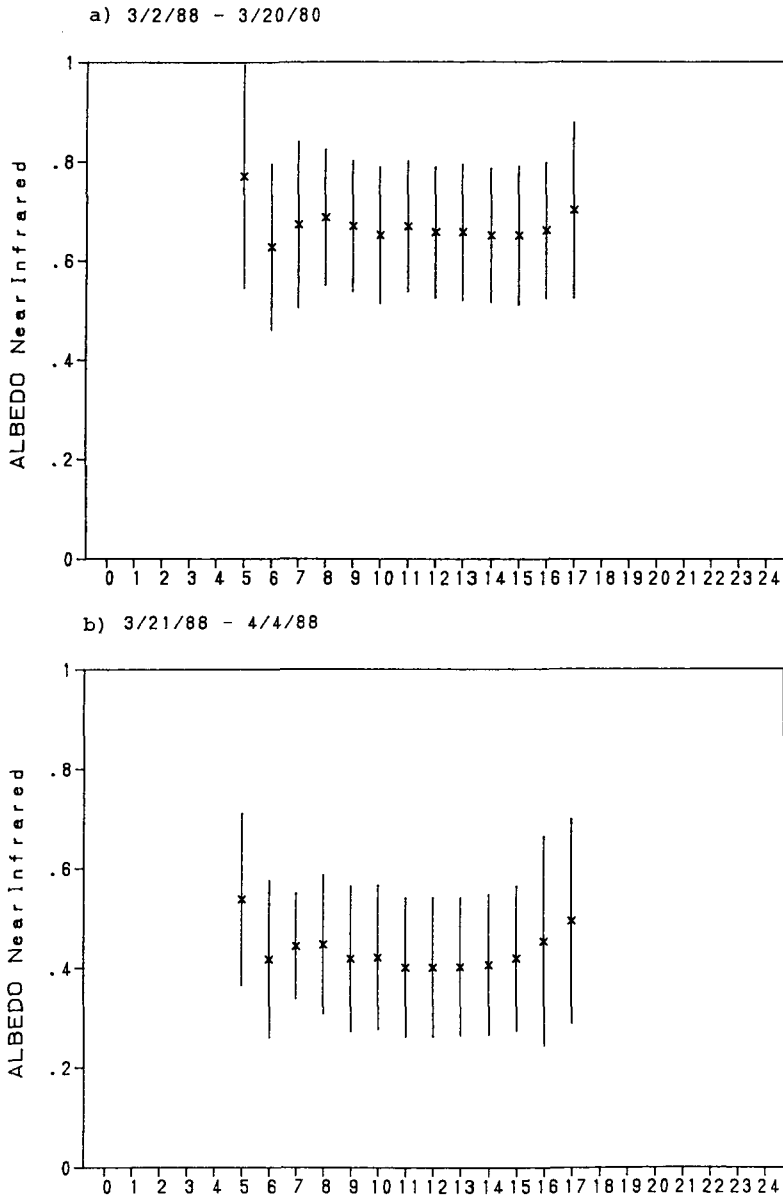 a) 3/2/88 - 3/20/80
ALBEDO Near Infrared
1
.8
.6
.4
.2
0
0 1 2 3 4 5 6 7 8 9 10 11 12 13 14 15 16 17 18 19 20 21 22 23 24
b) 3/21/88 - 4/4/88
ALBEDO Near Infrared
1
.8
.6
.4
.2
0
0 1 2 3 4 5 6 7 8 9 10 11 12 13 14 15 16 17 18 19 20 21 22 23 24